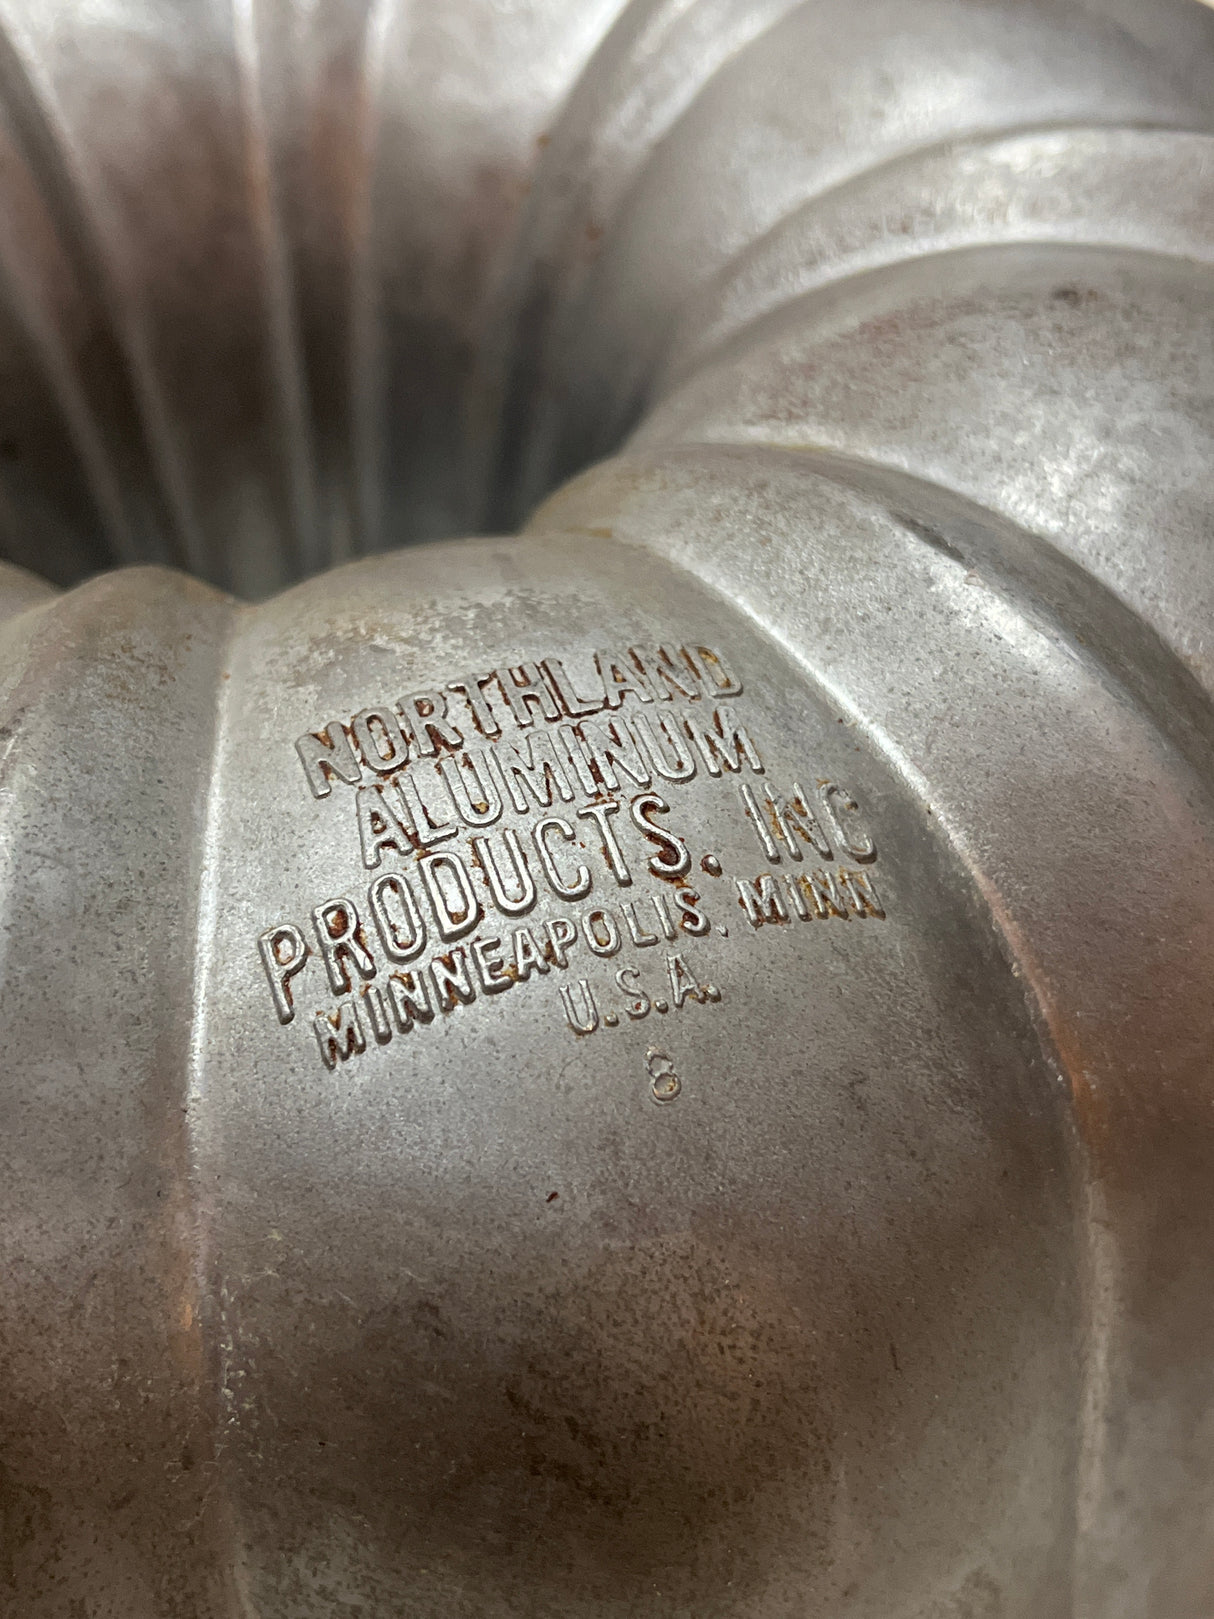 NORTHLAND
ALUMINUM
PRODUCTS. INC
MINNEAPOLIS. MINN
U.S.A.
8